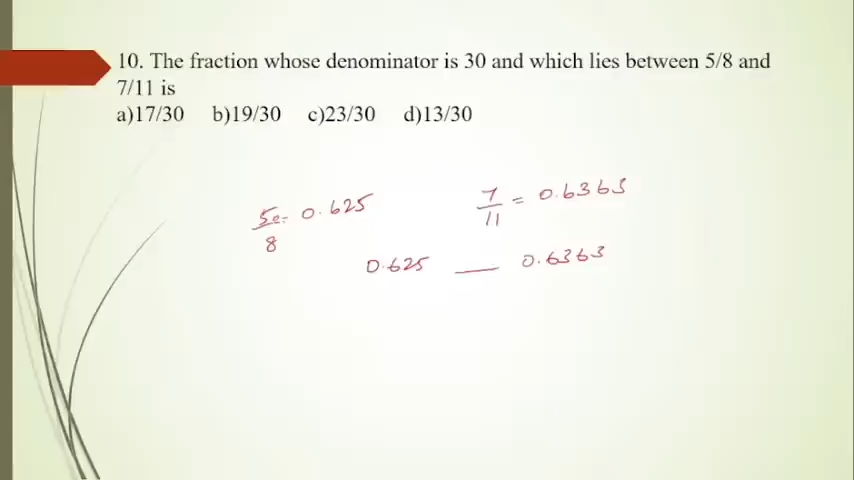 10. The fraction whose denominator is 30 and which lies between 5/8 and
7/11 is
a)17/30 b)19/30 c)23/30 d)13/30
50/8 = 0.625 7/11 = 0.6363
0.625 — 0.6363